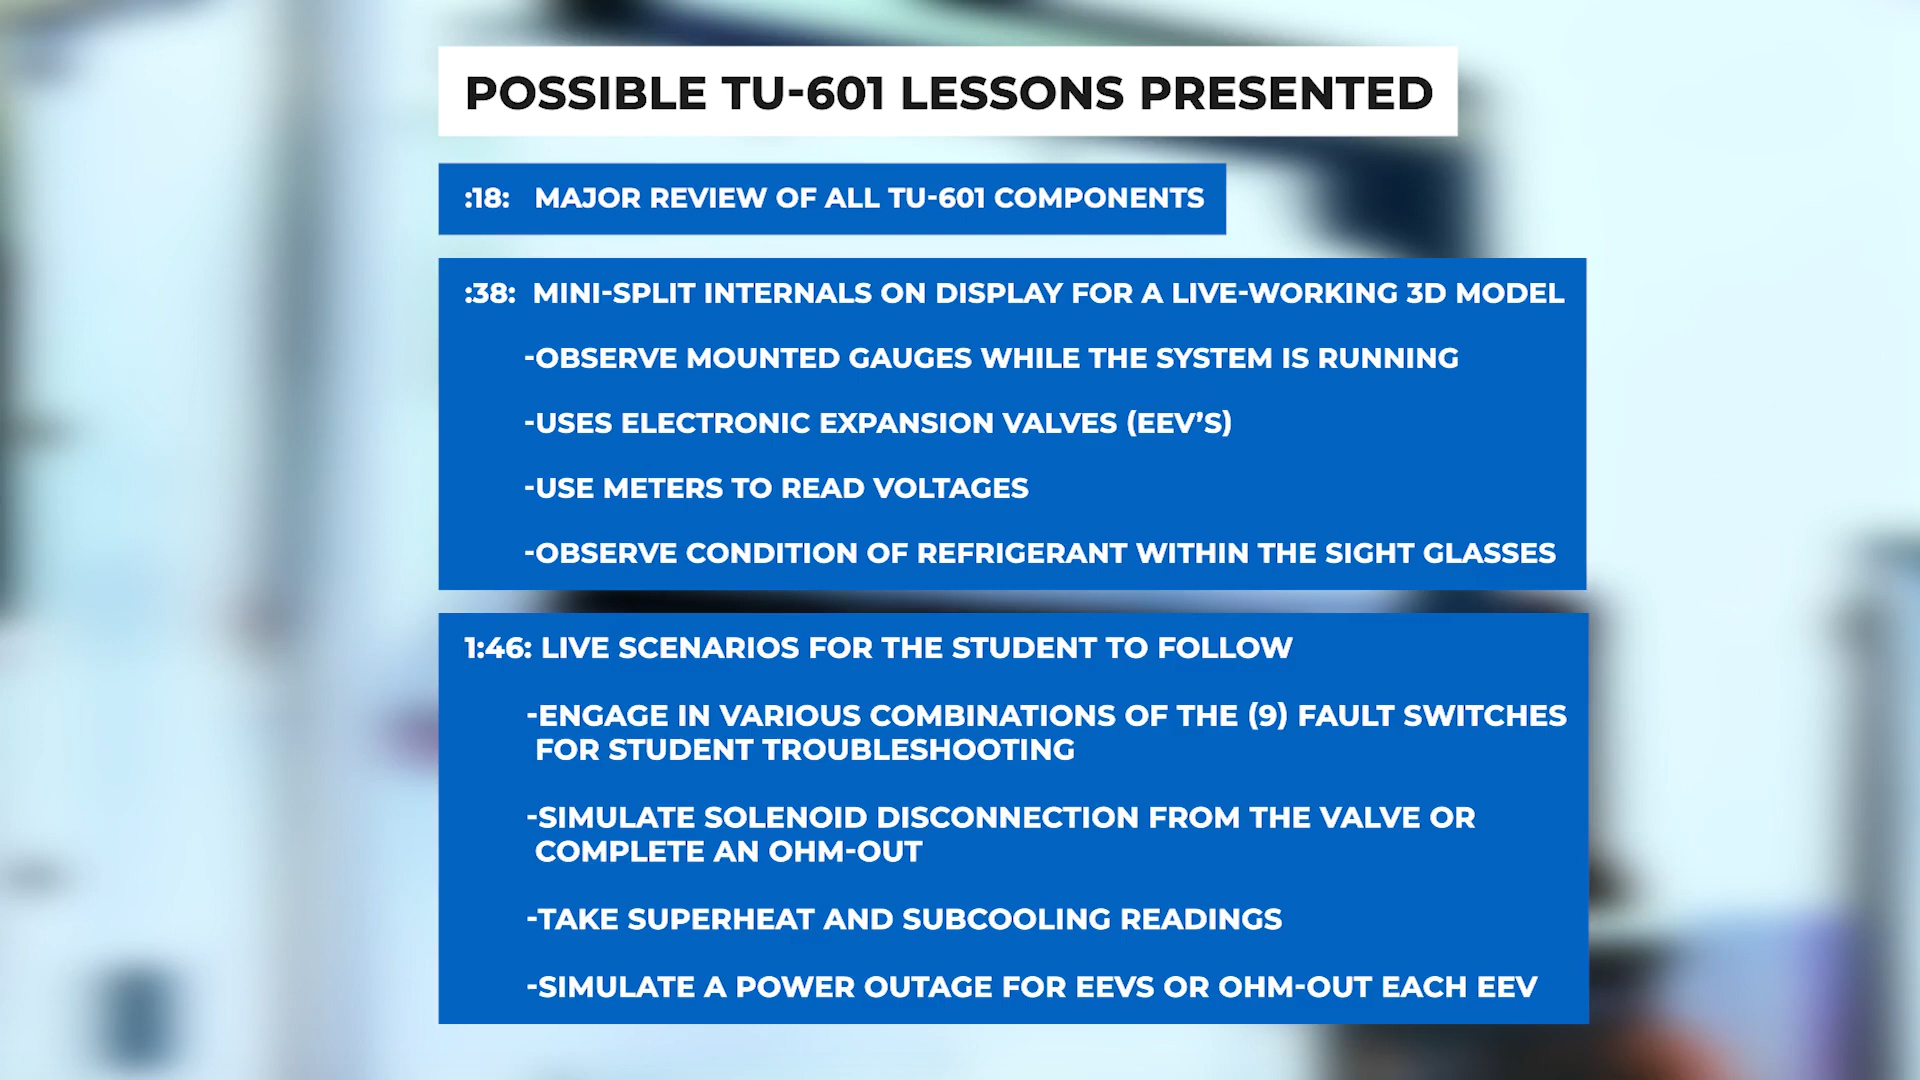 POSSIBLE TU-601 LESSONS PRESENTED
:18: MAJOR REVIEW OF ALL TU-601 COMPONENTS
:38: MINI-SPLIT INTERNALS ON DISPLAY FOR A LIVE-WORKING 3D MODEL
-OBSERVE MOUNTED GAUGES WHILE THE SYSTEM IS RUNNING
-USES ELECTRONIC EXPANSION VALVES (EEV’S)
-USE METERS TO READ VOLTAGES
-OBSERVE CONDITION OF REFRIGERANT WITHIN THE SIGHT GLASSES
1:46: LIVE SCENARIOS FOR THE STUDENT TO FOLLOW
-ENGAGE IN VARIOUS COMBINATIONS OF THE (9) FAULT SWITCHES
FOR STUDENT TROUBLESHOOTING
-SIMULATE SOLENOID DISCONNECTION FROM THE VALVE OR
COMPLETE AN OHM-OUT
-TAKE SUPERHEAT AND SUBCOOLING READINGS
-SIMULATE A POWER OUTAGE FOR EEVS OR OHM-OUT EACH EEV